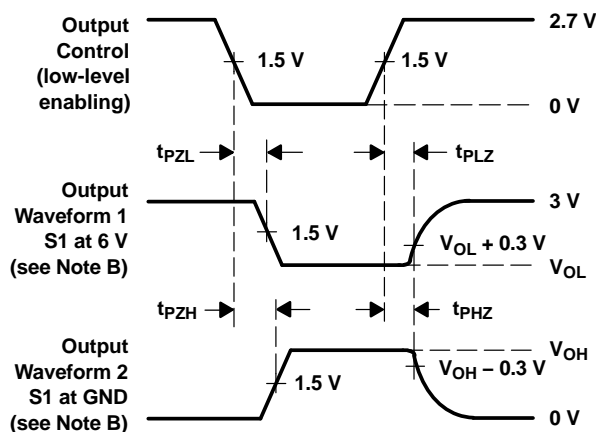 Output
Control
(low-level
enabling)
1.5 V
1.5 V
2.7 V
0 V
tPZL
tPLZ
Output
Waveform 1
S1 at 6 V
(see Note B)
1.5 V
3 V
VOL + 0.3 V
VOL
tPZH
tPHZ
Output
Waveform 2
S1 at GND
(see Note B)
1.5 V
VOH
VOH − 0.3 V
0 V